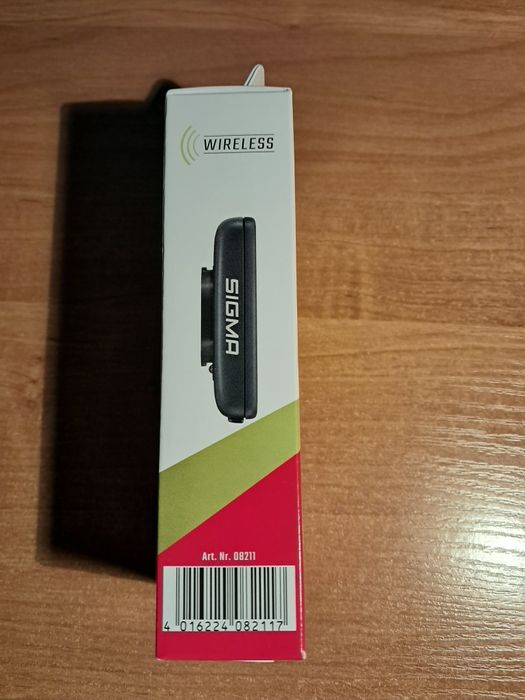 WIRELESS
SIGMA
Art. Nr. 08211
4 016224 082117